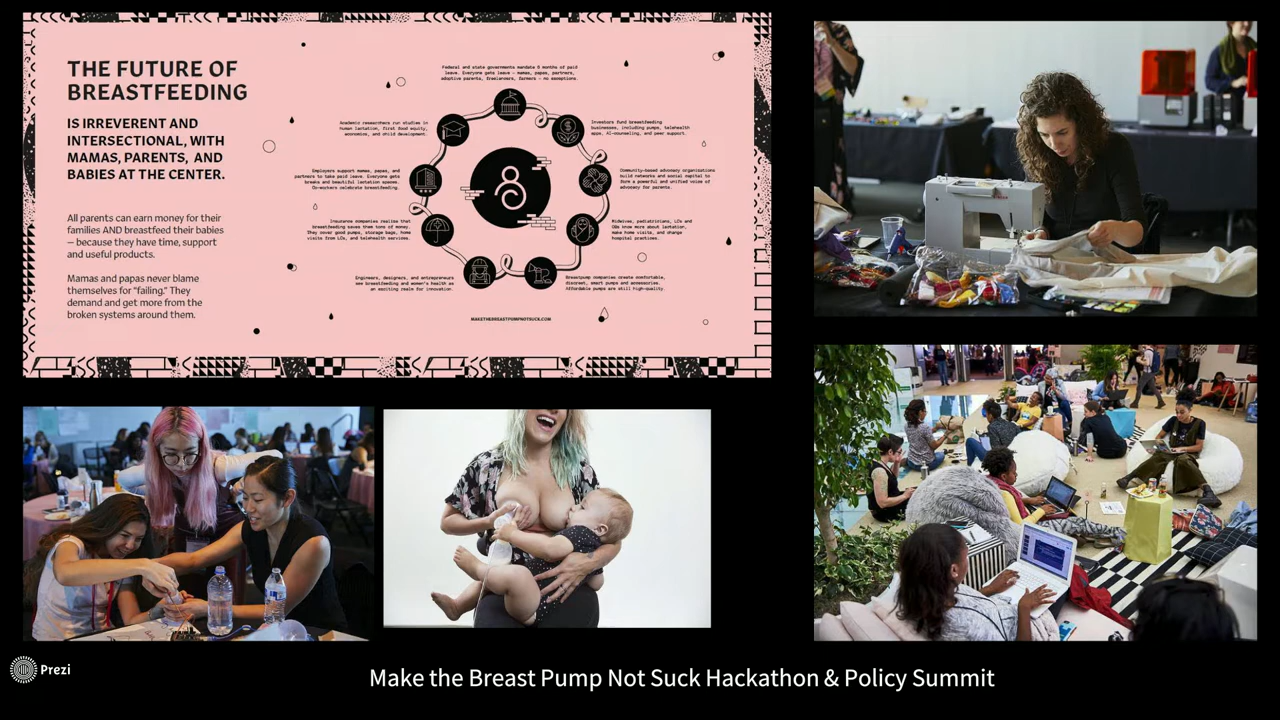 THE FUTURE OF
BREASTFEEDING
IS IRREVERENT AND
INTERSECTIONAL, WITH
MAMAS, PARENTS, AND
BABIES AT THE CENTER.
All parents can earn money for their
families AND breastfeed their babies
— because they have time, support
and useful products.
Mamas and papas never blame
themselves for "failing." They
demand and get more from the
broken systems around them.
Federal and state governments mandate 6 months of paid
leave. Everyone gets leave — mamas, papas, partners,
adoptive parents, freelancers, farmers — no exceptions.
Academic researchers run studies in
human lactation, first food equity,
economics, and child development.
Investors fund breastfeeding
businesses, including pumps, telehealth
apps, AI-counseling, and peer support.
Employers support mamas, papas, and
partners to take paid leave. Everyone gets
breaks and beautiful lactation spaces.
Co-workers celebrate breastfeeding.
Community-based advocacy organizations
build networks and social capital to
form a powerful and unified voice of
advocacy for parents.
Insurance companies realize that
breastfeeding saves them tons of money.
They cover good pumps, storage bags, home
visits from LCs, and telehealth services.
Midwives, pediatricians, LCs and
OBs know more about lactation,
make home visits, and change
hospital practices.
Engineers, designers, and entrepreneurs
see breastfeeding and women's health as
an exciting realm for innovation.
Breastpump companies create comfortable,
discreet, smart pumps and accessories.
Affordable pumps are still high-quality.
MAKETHEBREASTPUMPNOTSUCK.COM
Prezi
Make the Breast Pump Not Suck Hackathon & Policy Summit